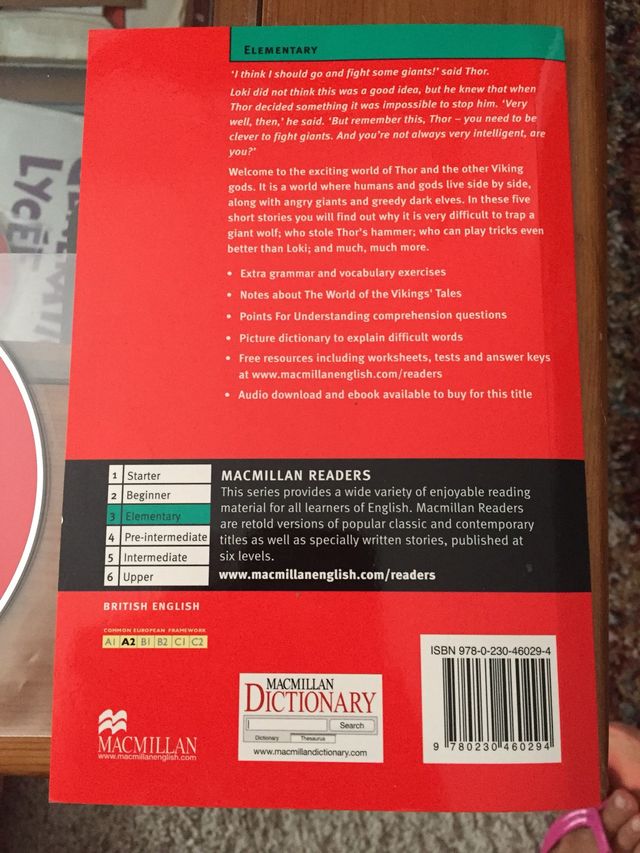 ELEMENTARY
‘I think I should go and fight some giants!’ said Thor.
Loki did not think this was a good idea, but he knew that when
Thor decided something it was impossible to stop him. ‘Very
well, then,’ he said. ‘But remember this, Thor – you need to be
clever to fight giants. And you’re not always very intelligent, are
you?’
Welcome to the exciting world of Thor and the other Viking
gods. It is a world where humans and gods live side by side,
along with angry giants and greedy dark elves. In these five
short stories you will find out why it is very difficult to trap a
giant wolf; who stole Thor’s hammer; who can play tricks even
better than Loki; and much, much more.
• Extra grammar and vocabulary exercises
• Notes about The World of the Vikings’ Tales
• Points For Understanding comprehension questions
• Picture dictionary to explain difficult words
• Free resources including worksheets, tests and answer keys
at www.macmillanenglish.com/readers
• Audio download and ebook available to buy for this title
1 Starter
2 Beginner
3 Elementary
4 Pre-intermediate
5 Intermediate
6 Upper
MACMILLAN READERS
This series provides a wide variety of enjoyable reading
material for all learners of English. Macmillan Readers
are retold versions of popular classic and contemporary
titles as well as specially written stories, published at
six levels.
www.macmillanenglish.com/readers
BRITISH ENGLISH
COMMON EUROPEAN FRAMEWORK
A1 A2 B1 B2 C1 C2
MACMILLAN
www.macmillanenglish.com
MACMILLAN
DICTIONARY
Search
Dictionary Thesaurus
www.macmillandictionary.com
ISBN 978-0-230-46029-4
9 780230 460294
LYCÉE